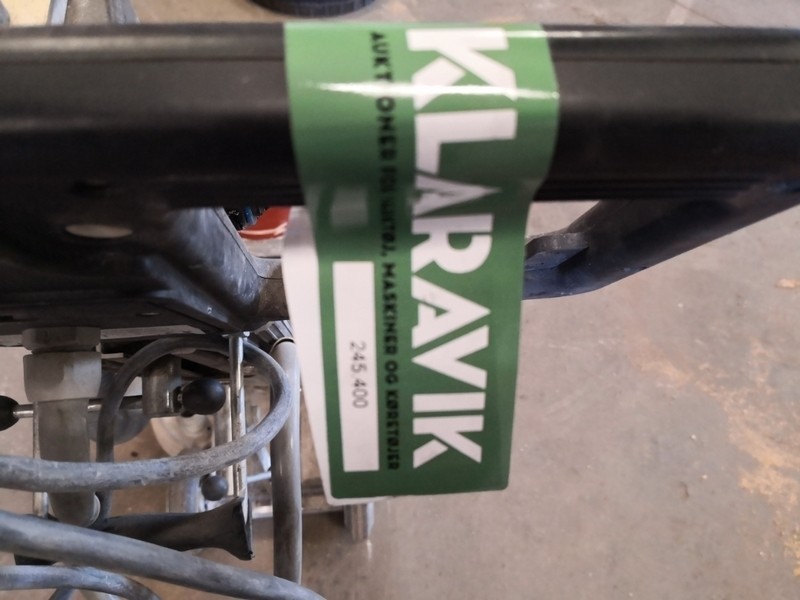 KLARAVIK
AUKTIONER FOR VÆRKTØJ, MASKINER OG KØRETØJER
245 400